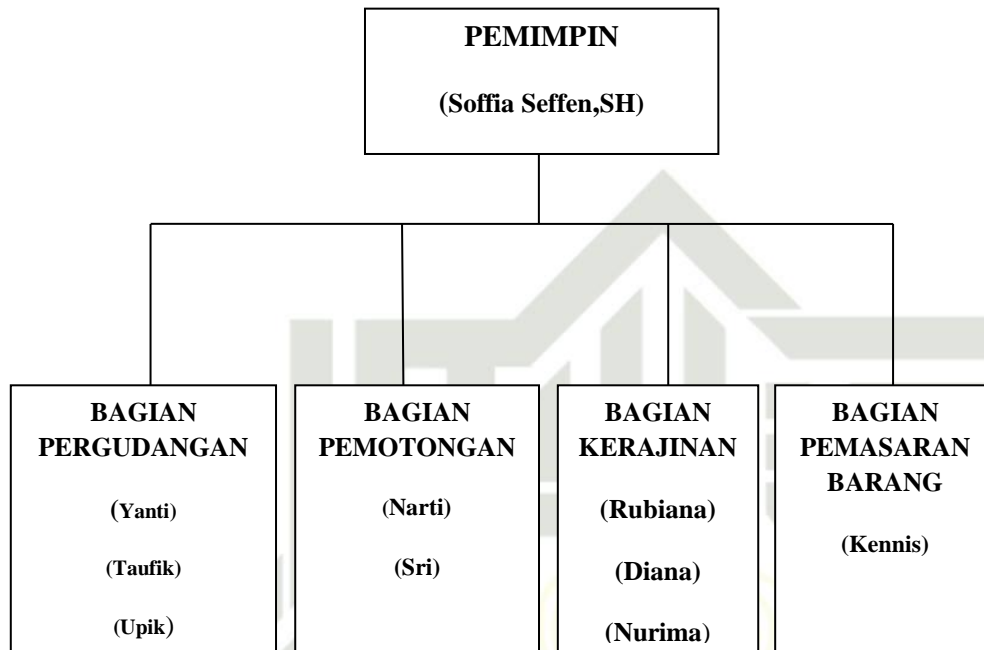 PEMIMPIN
(Soffia Seffen,SH)
BAGIAN
PERGUDANGAN
(Yanti)
(Taufik)
(Upik)
BAGIAN
PEMOTONGAN
(Narti)
(Sri)
BAGIAN
KERAJINAN
(Rubiana)
(Diana)
(Nurima)
BAGIAN
PEMASARAN
BARANG
(Kennis)